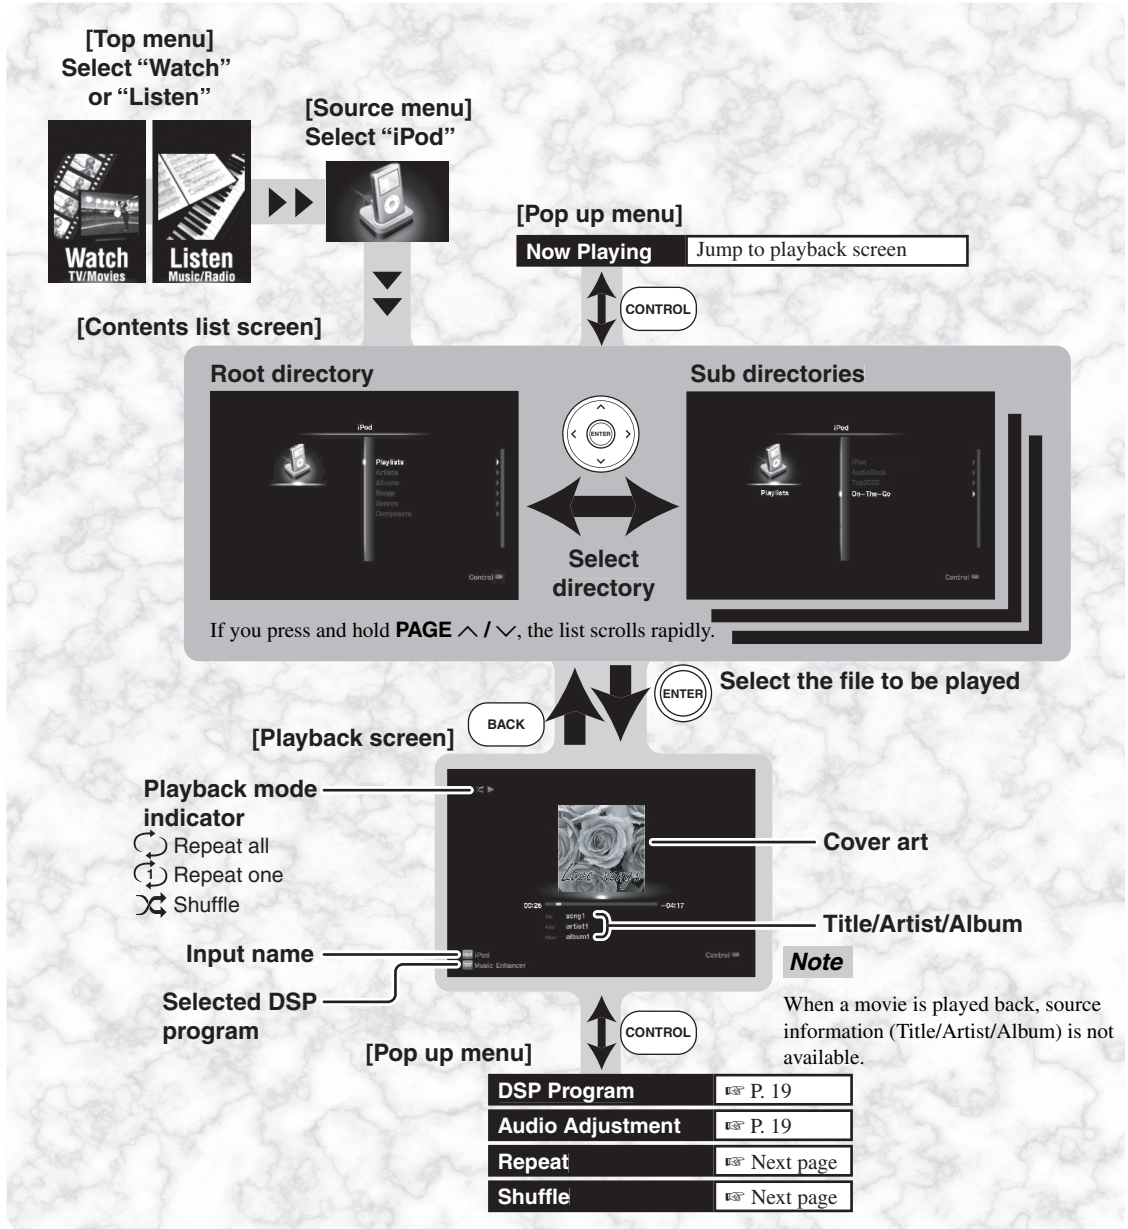 [Top menu]
Select “Watch”
or “Listen”
[Source menu]
Select “iPod”
Watch
TV/Movies
Listen
Music/Radio
[Pop up menu]
Now Playing
Jump to playback screen
CONTROL
[Contents list screen]
Root directory
iPod
Playlists
Artists
Albums
Songs
Genres
Composers
Control
ENTER
Select
directory
Sub directories
iPod
Playlists
iPod
AudioBook
Top2000
On-The-Go
Control
If you press and hold PAGE ︿ / ﹀, the list scrolls rapidly.
BACK
ENTER
Select the file to be played
[Playback screen]
Playback mode
indicator
Repeat all
1 Repeat one
Shuffle
Input name
Selected DSP
program
Love songs
00:26
-04:17
song1
artist1
album1
iPod
Music Enhancer
Control
Cover art
Title/Artist/Album
Note
When a movie is played back, source
information (Title/Artist/Album) is not
available.
CONTROL
[Pop up menu]
DSP Program
☞ P. 19
Audio Adjustment
☞ P. 19
Repeat
☞ Next page
Shuffle
☞ Next page